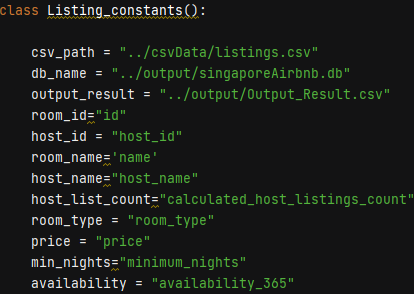 class Listing_constants():
csv_path = "../csvData/listings.csv"
db_name = "../output/singaporeAirbnb.db"
output_result = "../output/Output_Result.csv"
room_id="id"
host_id = "host_id"
room_name='name'
host_name="host_name"
host_list_count="calculated_host_listings_count"
room_type = "room_type"
price = "price"
min_nights="minimum_nights"
availability = "availability_365"